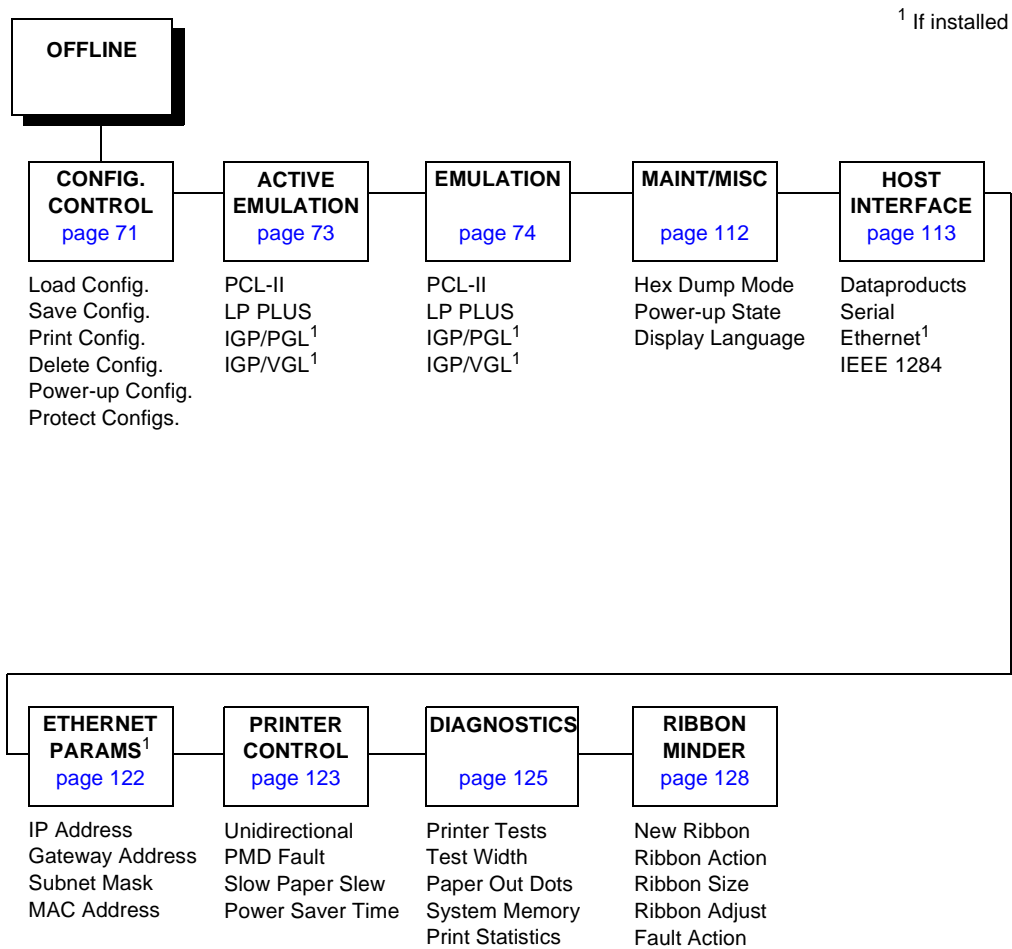 1 If installed
OFFLINE
CONFIG.
CONTROL
page 71
Load Config.
Save Config.
Print Config.
Delete Config.
Power-up Config.
Protect Configs.
ACTIVE
EMULATION
page 73
PCL-II
LP PLUS
IGP/PGL1
IGP/VGL1
EMULATION
page 74
PCL-II
LP PLUS
IGP/PGL1
IGP/VGL1
MAINT/MISC
page 112
Hex Dump Mode
Power-up State
Display Language
HOST
INTERFACE
page 113
Dataproducts
Serial
Ethernet1
IEEE 1284
ETHERNET
PARAMS1
page 122
IP Address
Gateway Address
Subnet Mask
MAC Address
PRINTER
CONTROL
page 123
Unidirectional
PMD Fault
Slow Paper Slew
Power Saver Time
DIAGNOSTICS
page 125
Printer Tests
Test Width
Paper Out Dots
System Memory
Print Statistics
RIBBON
MINDER
page 128
New Ribbon
Ribbon Action
Ribbon Size
Ribbon Adjust
Fault Action